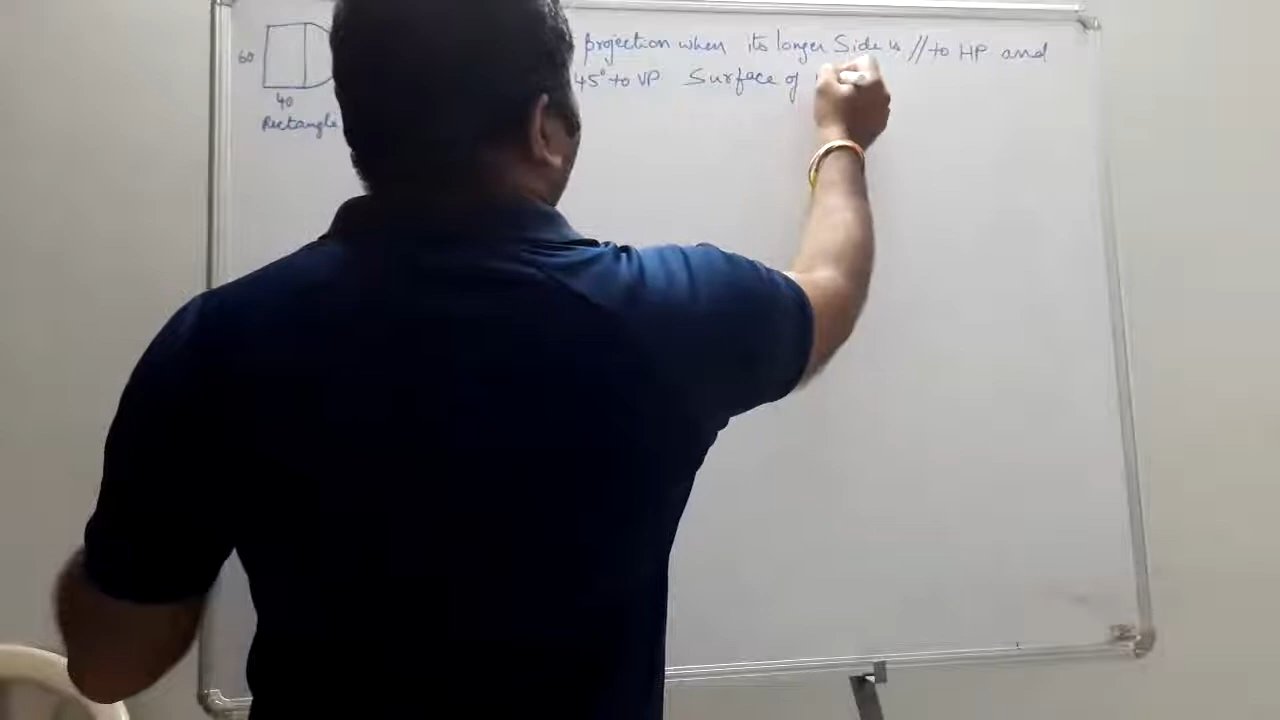 projection when its longer Side is // to HP and
60
45° to VP Surface of
40
Rectangle